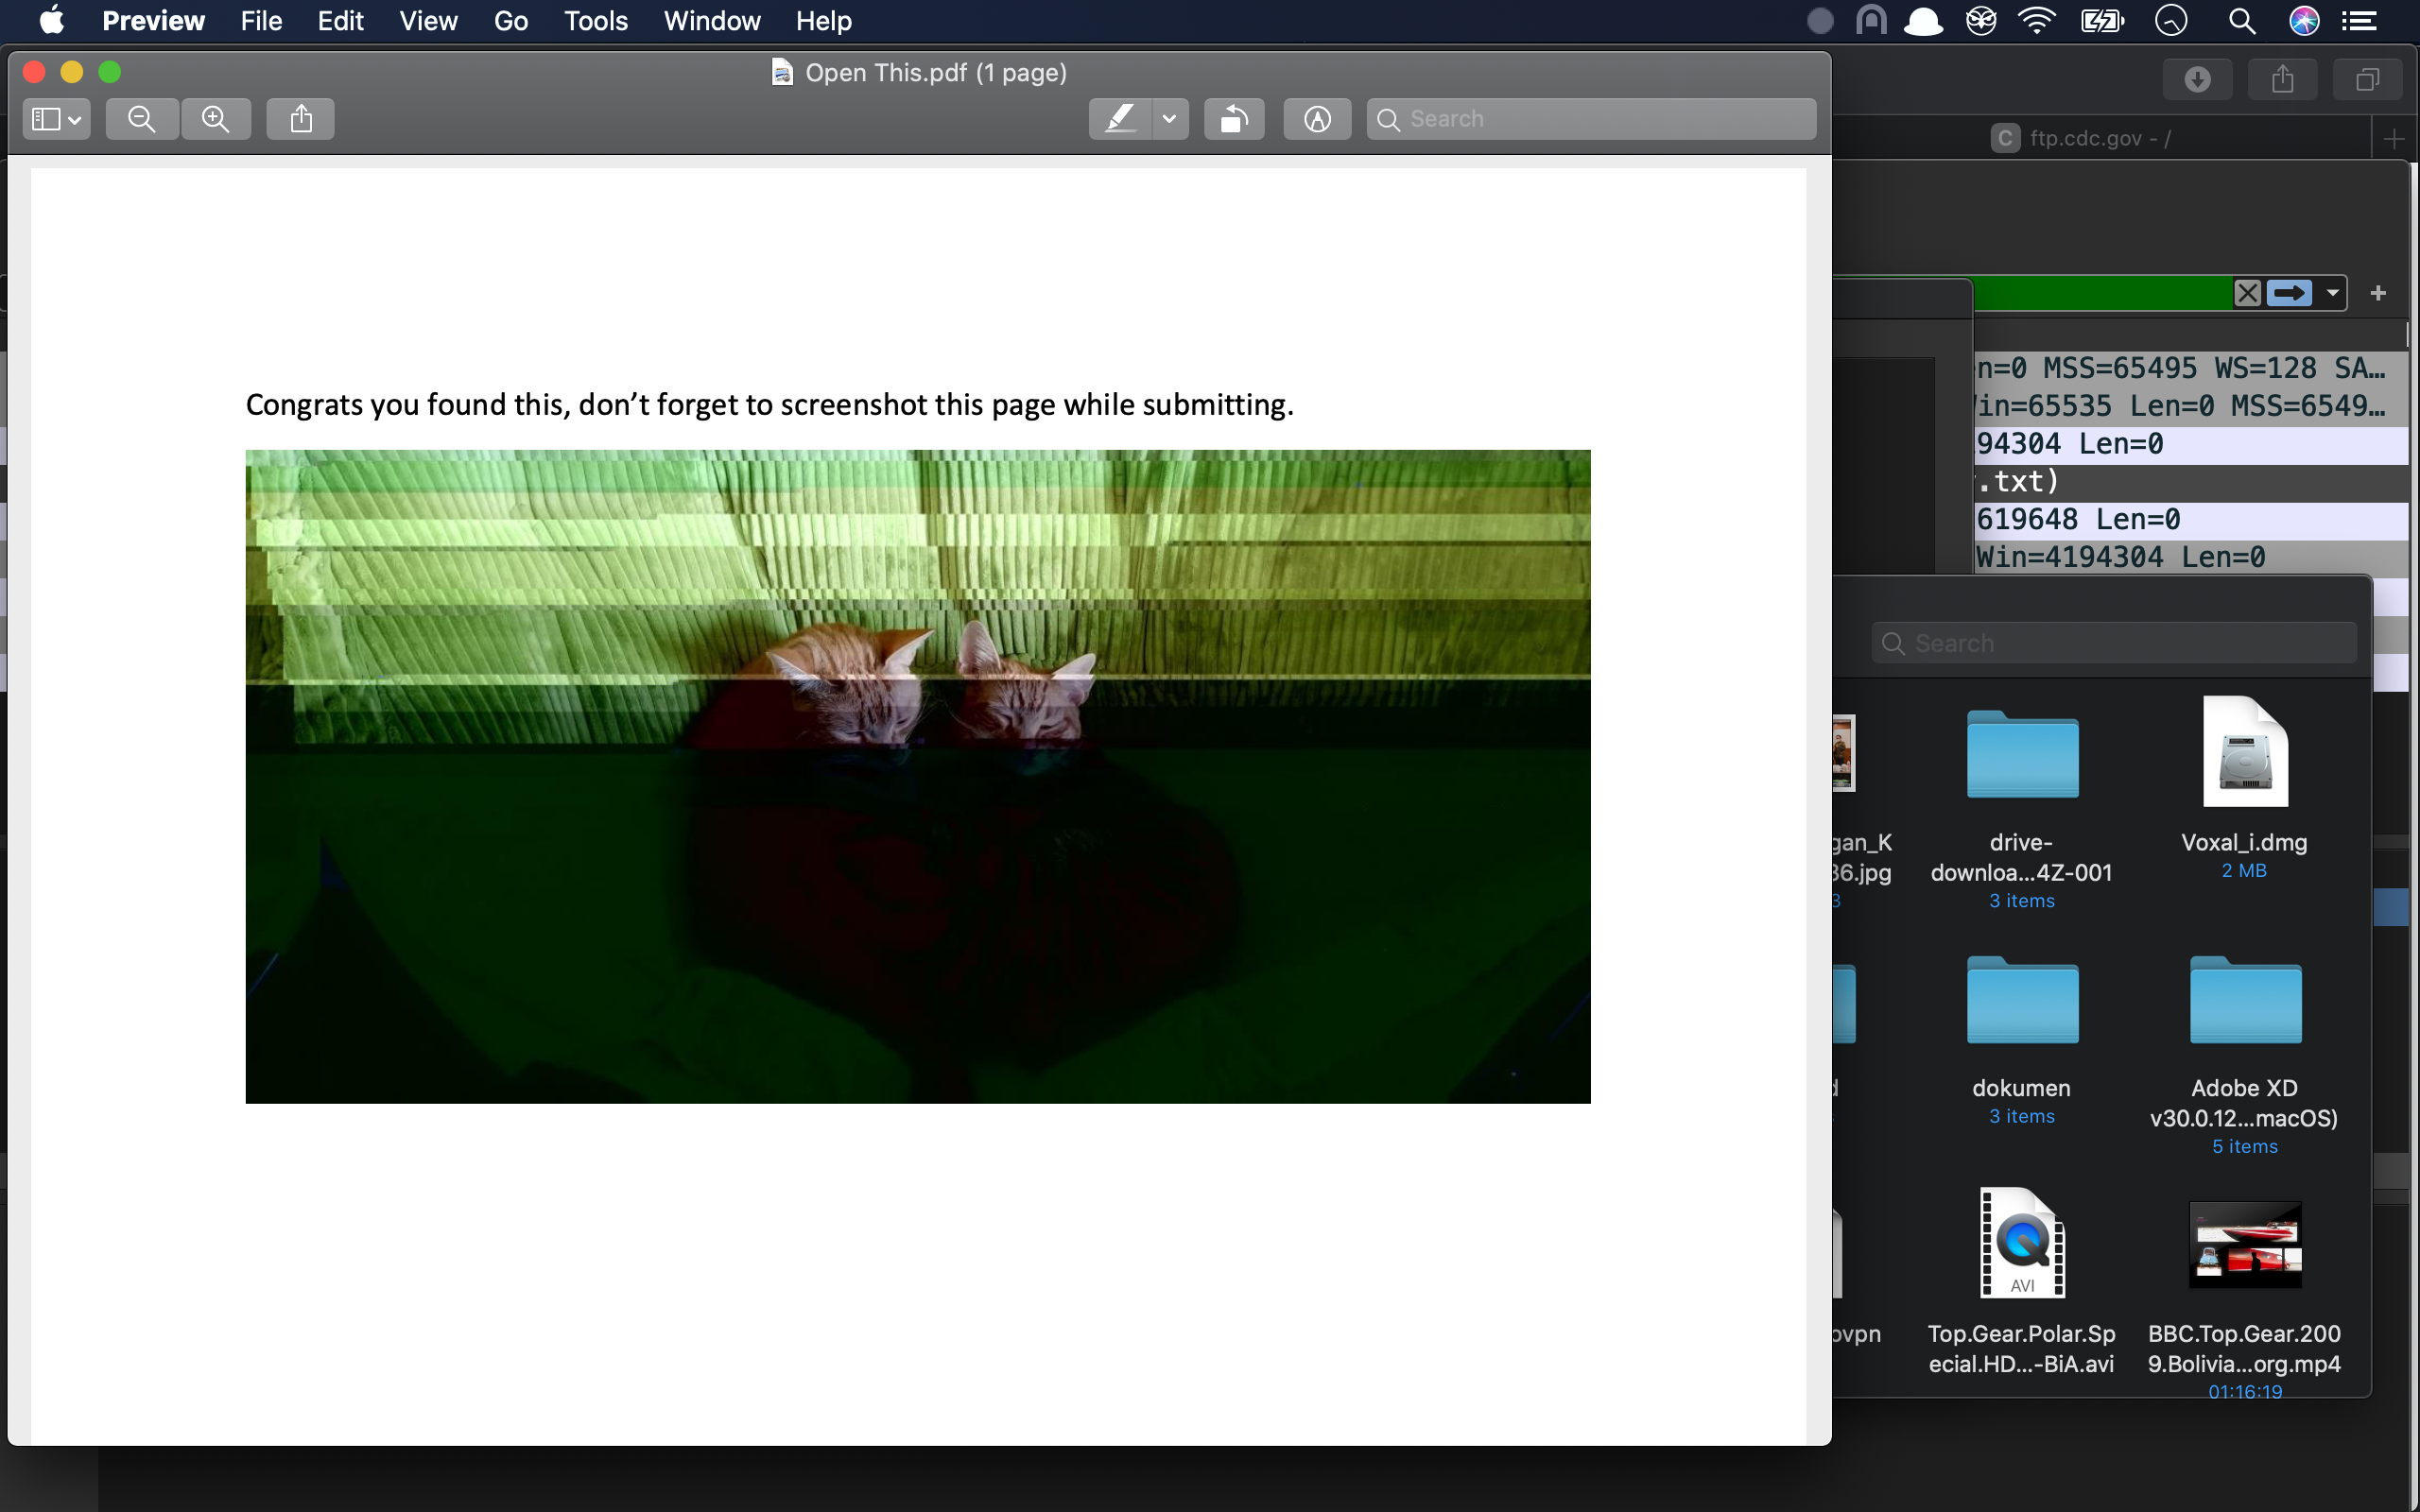 Preview File Edit View Go Tools Window Help
Open This.pdf (1 page)
Search
C ftp.cdc.gov - /
Congrats you found this, don’t forget to screenshot this page while submitting.
n=0 MSS=65495 WS=128 SA…
in=65535 Len=0 MSS=6549…
94304 Len=0
.txt)
619648 Len=0
Win=4194304 Len=0
Search
gan_K
36.jpg
3
drive-
downloa...4Z-001
3 items
Voxal_i.dmg
2 MB
d
dokumen
3 items
Adobe XD
v30.0.12...macOS)
5 items
AVI
ovpn
Top.Gear.Polar.Sp
ecial.HD...-BiA.avi
BBC.Top.Gear.200
9.Bolivia...org.mp4
01:16:19